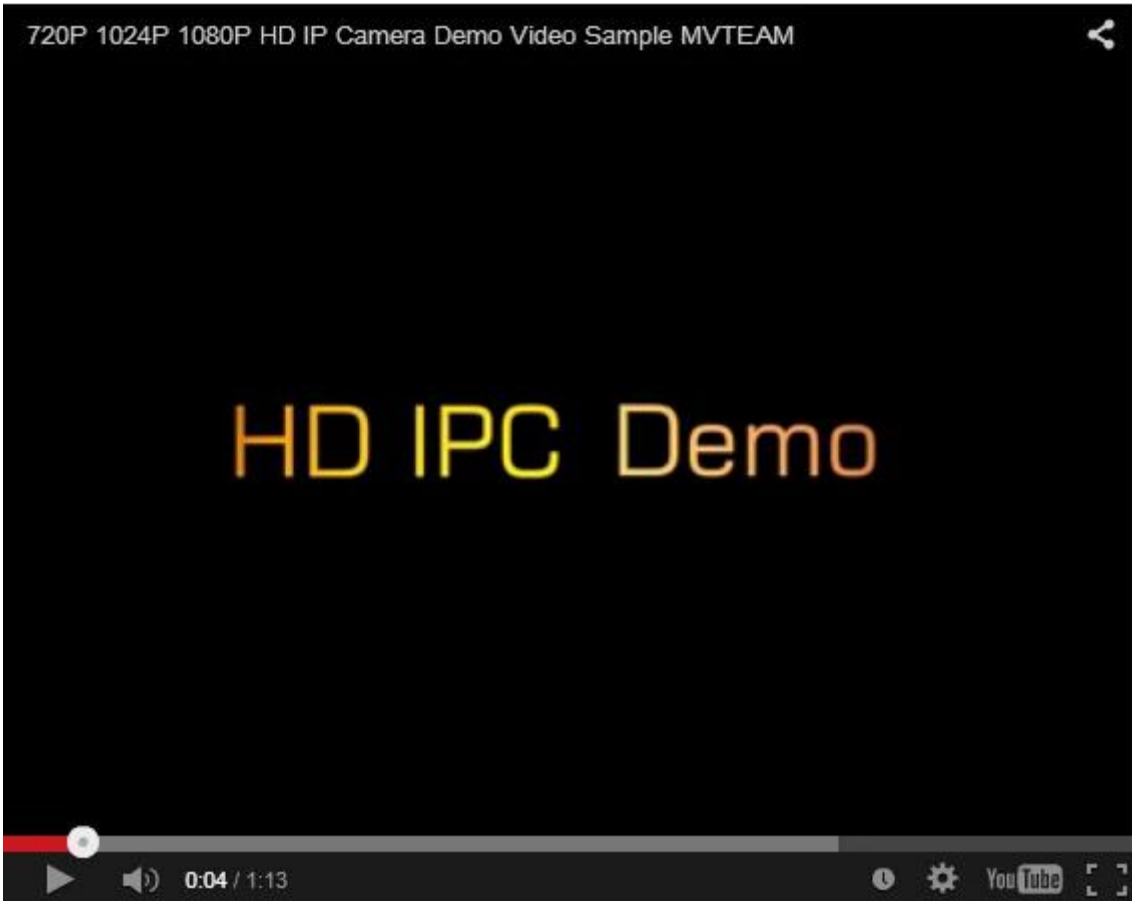 720P 1024P 1080P HD IP Camera Demo Video Sample MVTEAM
HD IPC Demo
0:04 / 1:13
YouTube